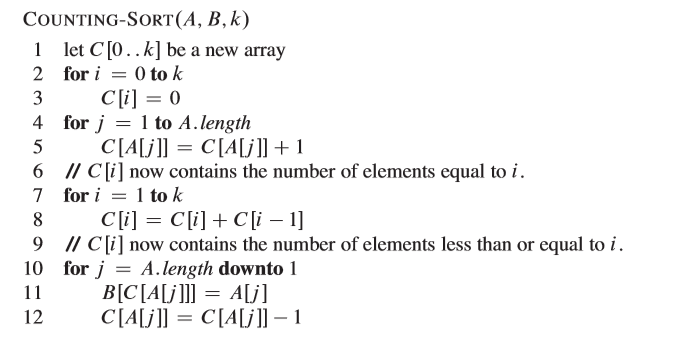 COUNTING-SORT(A, B, k)
1 let C[0..k] be a new array
2 for i = 0 to k
3 C[i] = 0
4 for j = 1 to A.length
5 C[A[j]] = C[A[j]] + 1
6 // C[i] now contains the number of elements equal to i.
7 for i = 1 to k
8 C[i] = C[i] + C[i − 1]
9 // C[i] now contains the number of elements less than or equal to i.
10 for j = A.length downto 1
11 B[C[A[j]]] = A[j]
12 C[A[j]] = C[A[j]] − 1